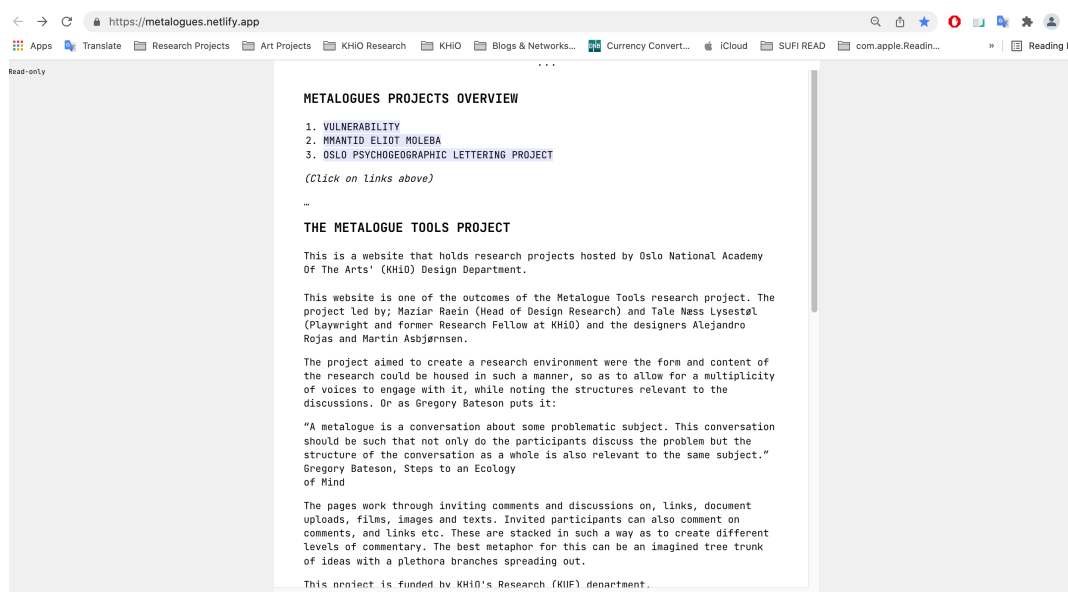 https://metalogues.netlify.app
Apps Translate Research Projects Art Projects KHiO Research KHiO Blogs & Networks... DNB Currency Convert... iCloud SUFI READ com.apple.Readin... » Reading
Read-only
...
METALOGUES PROJECTS OVERVIEW
1. VULNERABILITY
2. MMANTID ELIOT MOLEBA
3. OSLO PSYCHOGEOGRAPHIC LETTERING PROJECT
(Click on links above)
…
THE METALOGUE TOOLS PROJECT
This is a website that holds research projects hosted by Oslo National Academy
Of The Arts' (KHiO) Design Department.
This website is one of the outcomes of the Metalogue Tools research project. The
project led by; Maziar Raein (Head of Design Research) and Tale Næss Lysestøl
(Playwright and former Research Fellow at KHiO) and the designers Alejandro
Rojas and Martin Asbjørnsen.
The project aimed to create a research environment were the form and content of
the research could be housed in such a manner, so as to allow for a multiplicity
of voices to engage with it, while noting the structures relevant to the
discussions. Or as Gregory Bateson puts it:
“A metalogue is a conversation about some problematic subject. This conversation
should be such that not only do the participants discuss the problem but the
structure of the conversation as a whole is also relevant to the same subject.”
Gregory Bateson, Steps to an Ecology
of Mind
The pages work through inviting comments and discussions on, links, document
uploads, films, images and texts. Invited participants can also comment on
comments, and links etc. These are stacked in such a way as to create different
levels of commentary. The best metaphor for this can be an imagined tree trunk
of ideas with a plethora branches spreading out.
This project is funded by KHiO's Research (KUF) department.